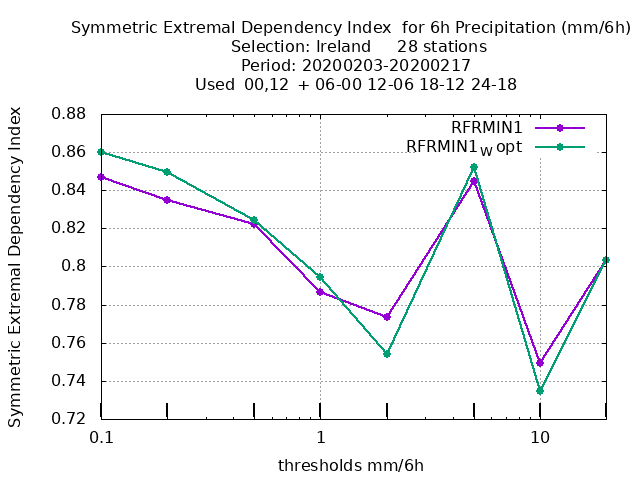 Symmetric Extremal Dependency Index  for 6h Precipitation (mm/6h)
Selection: Ireland     28 stations
Period: 20200203-20200217
Used  00,12  + 06-00 12-06 18-12 24-18
Symmetric Extremal Dependency Index
RFRMIN1
RFRMIN1W opt
0.88
0.86
0.84
0.82
0.8
0.78
0.76
0.74
0.72
0.1 1 10
thresholds mm/6h